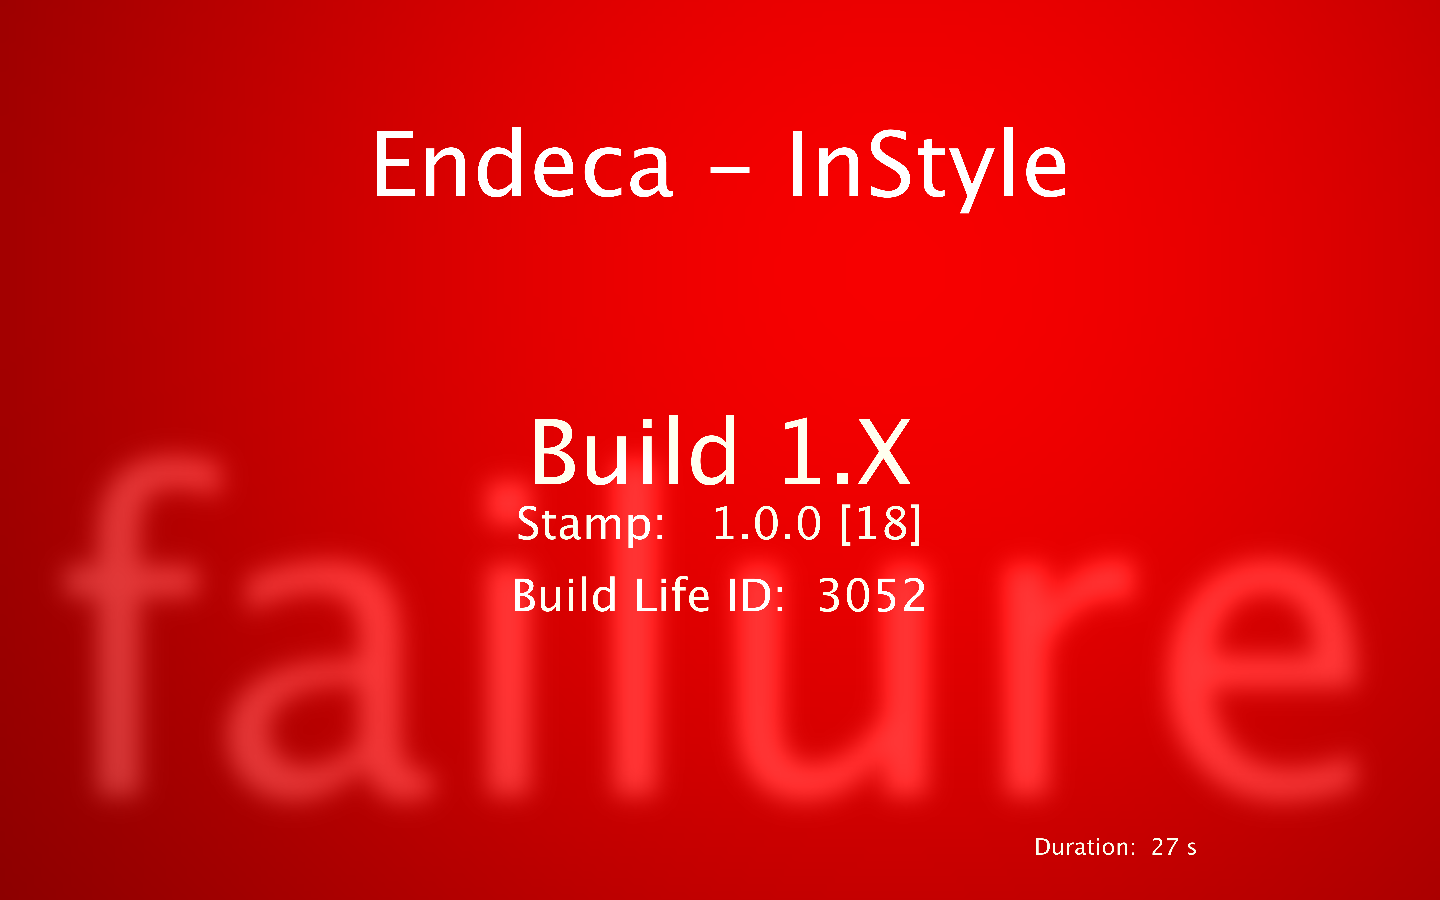 Endeca – InStyle
Build 1.X
Stamp: 1.0.0 [18]
Build Life ID: 3052
failure
Duration: 27 s